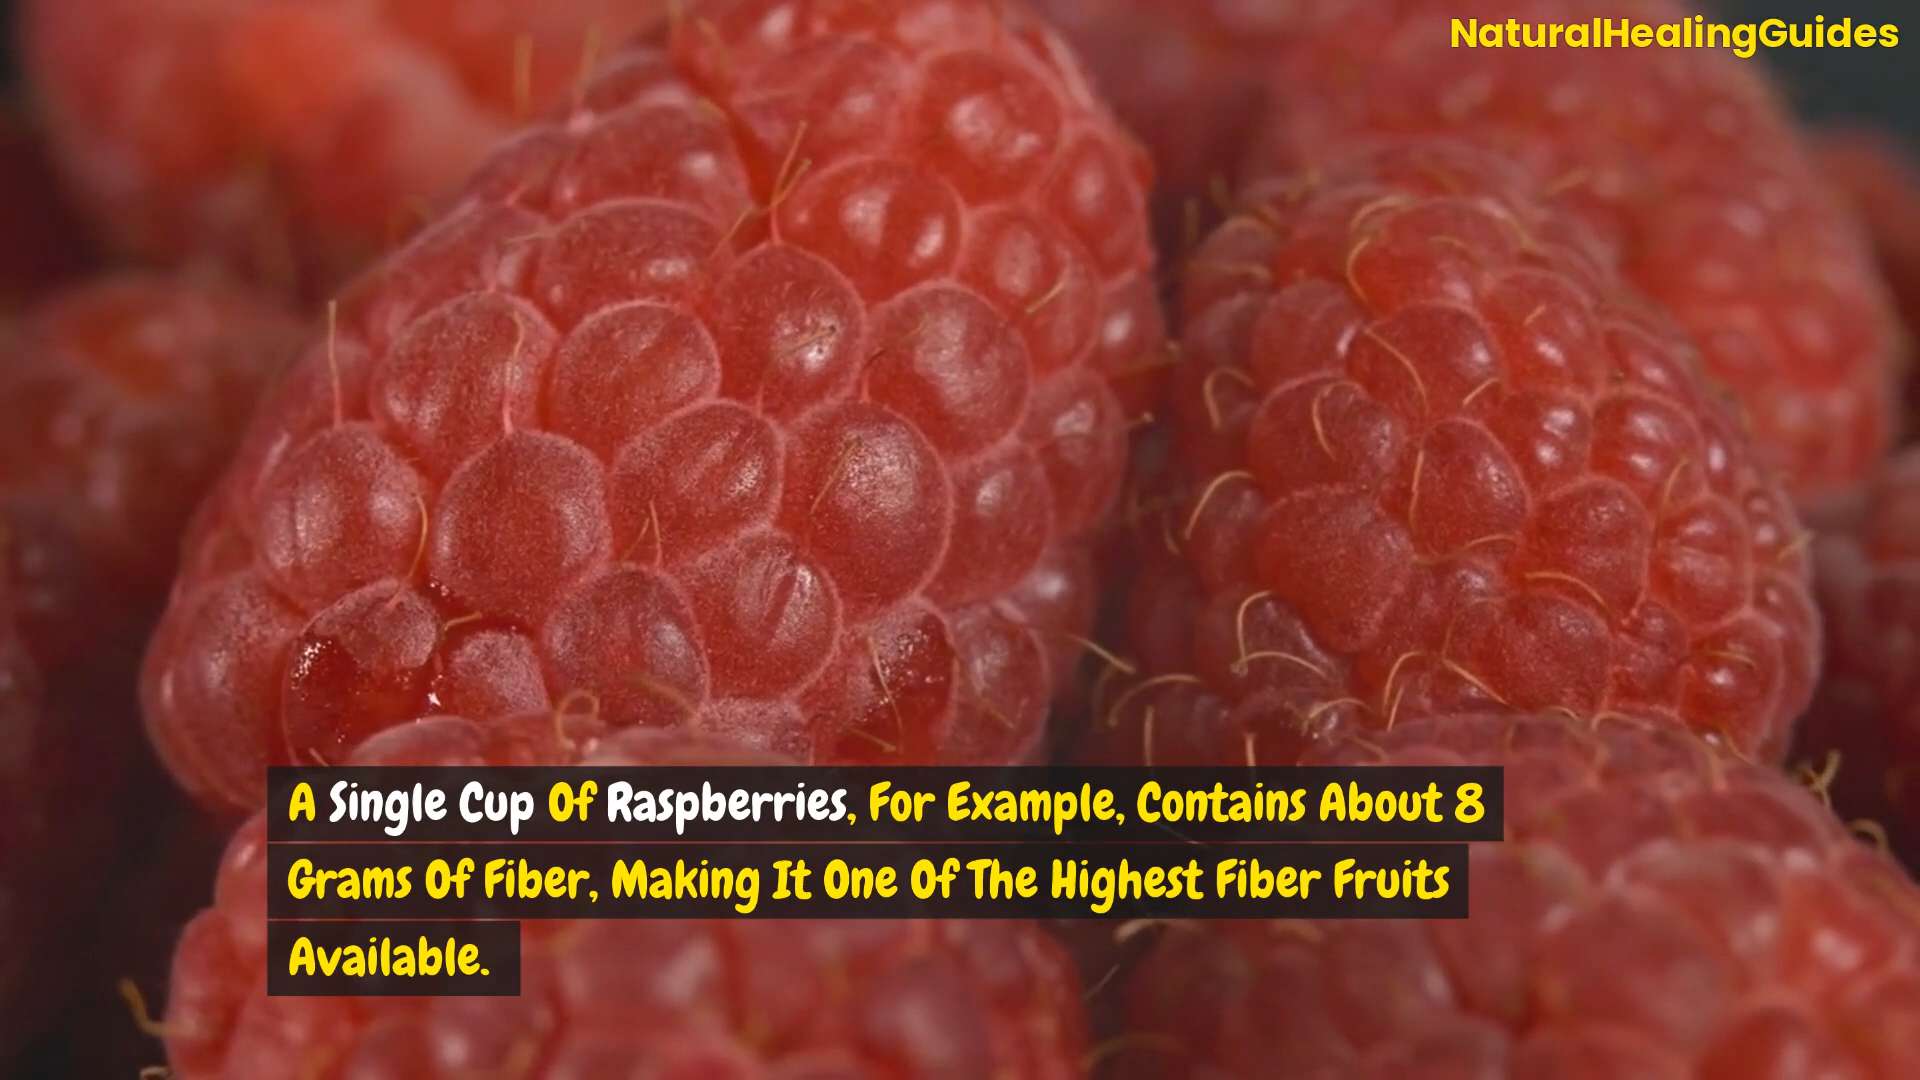 NaturalHealingGuides
A Single Cup Of Raspberries, For Example, Contains About 8
Grams Of Fiber, Making It One Of The Highest Fiber Fruits
Available.